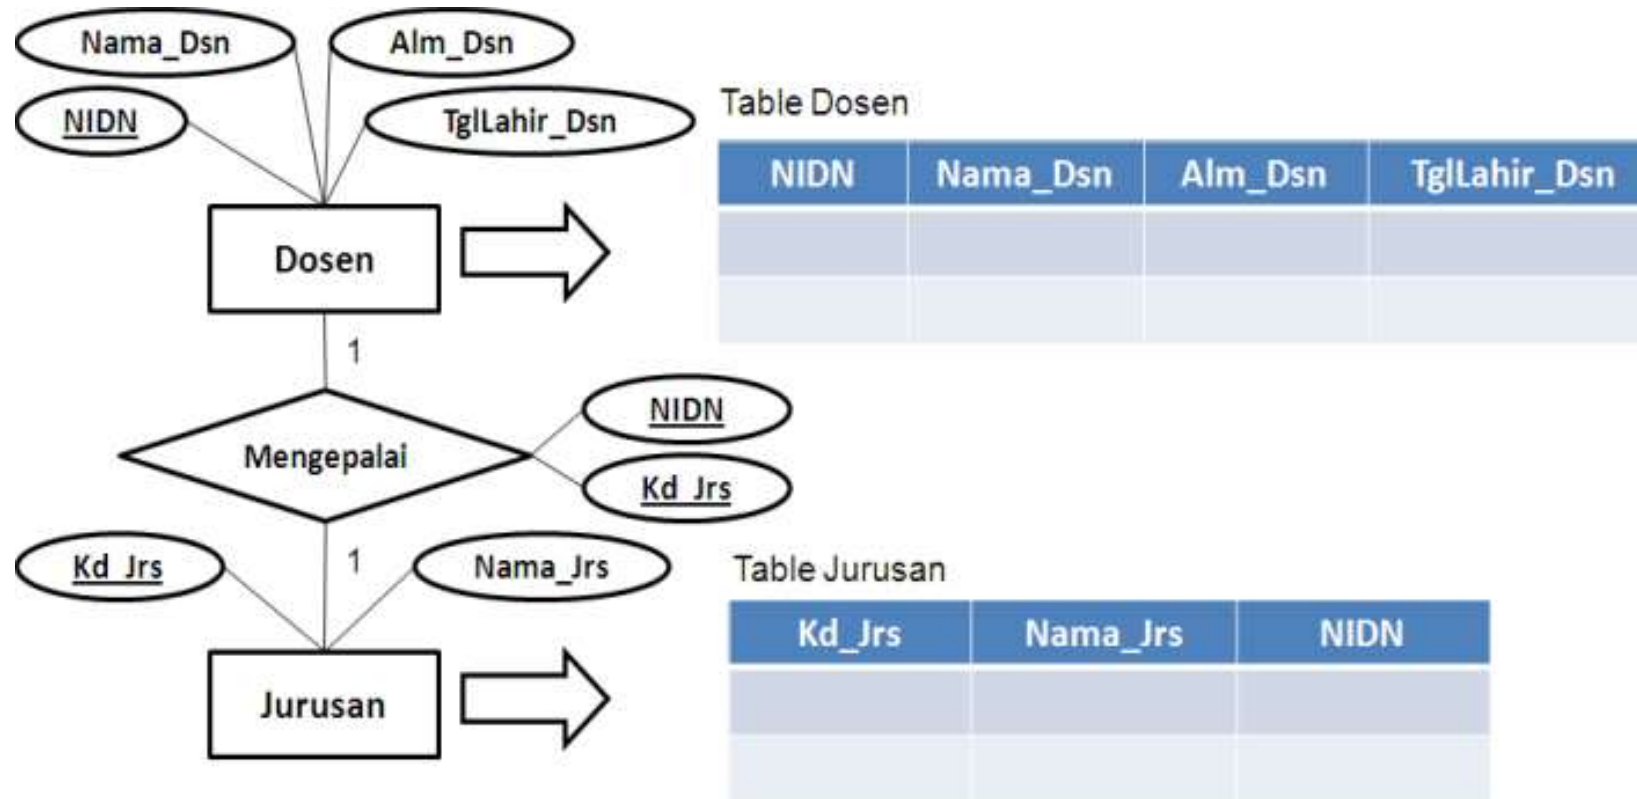 Nama_Dsn
Alm_Dsn
NIDN
TglLahir_Dsn
Dosen
1
Mengepalai
NIDN
Kd_Jrs
1
Kd_Jrs
Nama_Jrs
Jurusan
Table Dosen
NIDN Nama_Dsn Alm_Dsn TglLahir_Dsn
Table Jurusan
Kd_Jrs Nama_Jrs NIDN